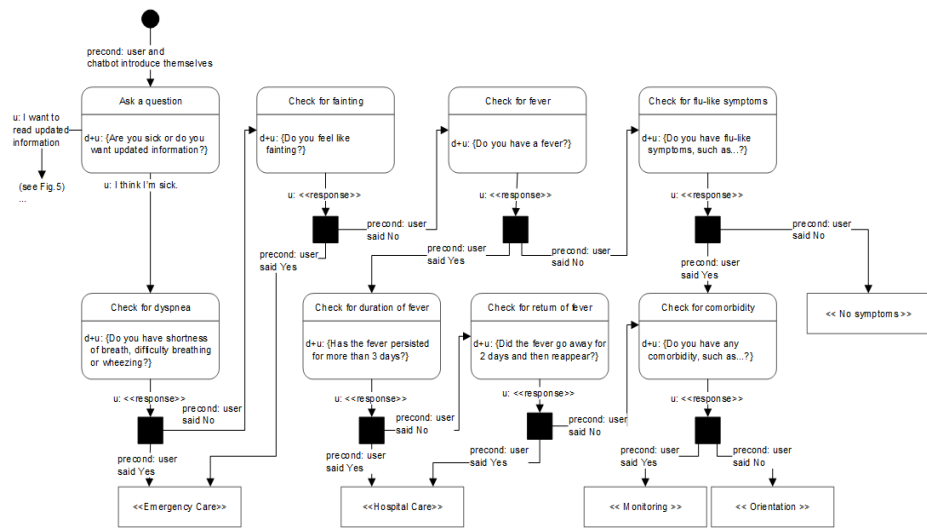 precond: user and
chatbot introduce themselves
Ask a question
d+u: {Are you sick or do you
want updated information?}
u: I want to
read updated
information
(see Fig.5)
...
u: I think I'm sick.
Check for fainting
d+u: {Do you feel like
fainting?}
u: <<response>>
precond: user
said No
precond: user
said Yes
Check for fever
d+u: {Do you have a fever?}
u: <<response>>
precond: user
said Yes
precond: user
said No
Check for flu-like symptoms
d+u: {Do you have flu-like
symptoms, such as...?}
u: <<response>>
precond: user
said No
precond: user
said Yes
<< No symptoms >>
Check for dyspnea
d+u: {Do you have shortness
of breath, difficulty breathing
or wheezing?}
u: <<response>>
precond: user
said No
precond: user
said Yes
<<Emergency Care>>
Check for duration of fever
d+u: {Has the fever persisted
for more than 3 days?}
u: <<response>>
precond: user
said No
precond: user
said Yes
<<Hospital Care>>
Check for return of fever
d+u: {Did the fever go away for
2 days and then reappear?}
u: <<response>>
precond: user
said No
precond: user
said Yes
Check for comorbidity
d+u: {Do you have any
comorbidity, such as...?}
u: <<response>>
precond: user
said Yes
precond: user
said No
<< Monitoring >>
<< Orientation >>